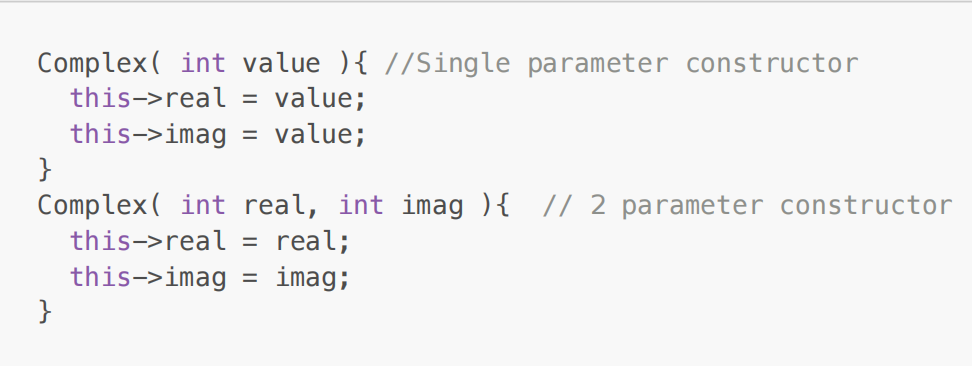 Complex( int value ){ //Single parameter constructor
  this->real = value;
  this->imag = value;
}
Complex( int real, int imag ){  // 2 parameter constructor
  this->real = real;
  this->imag = imag;
}